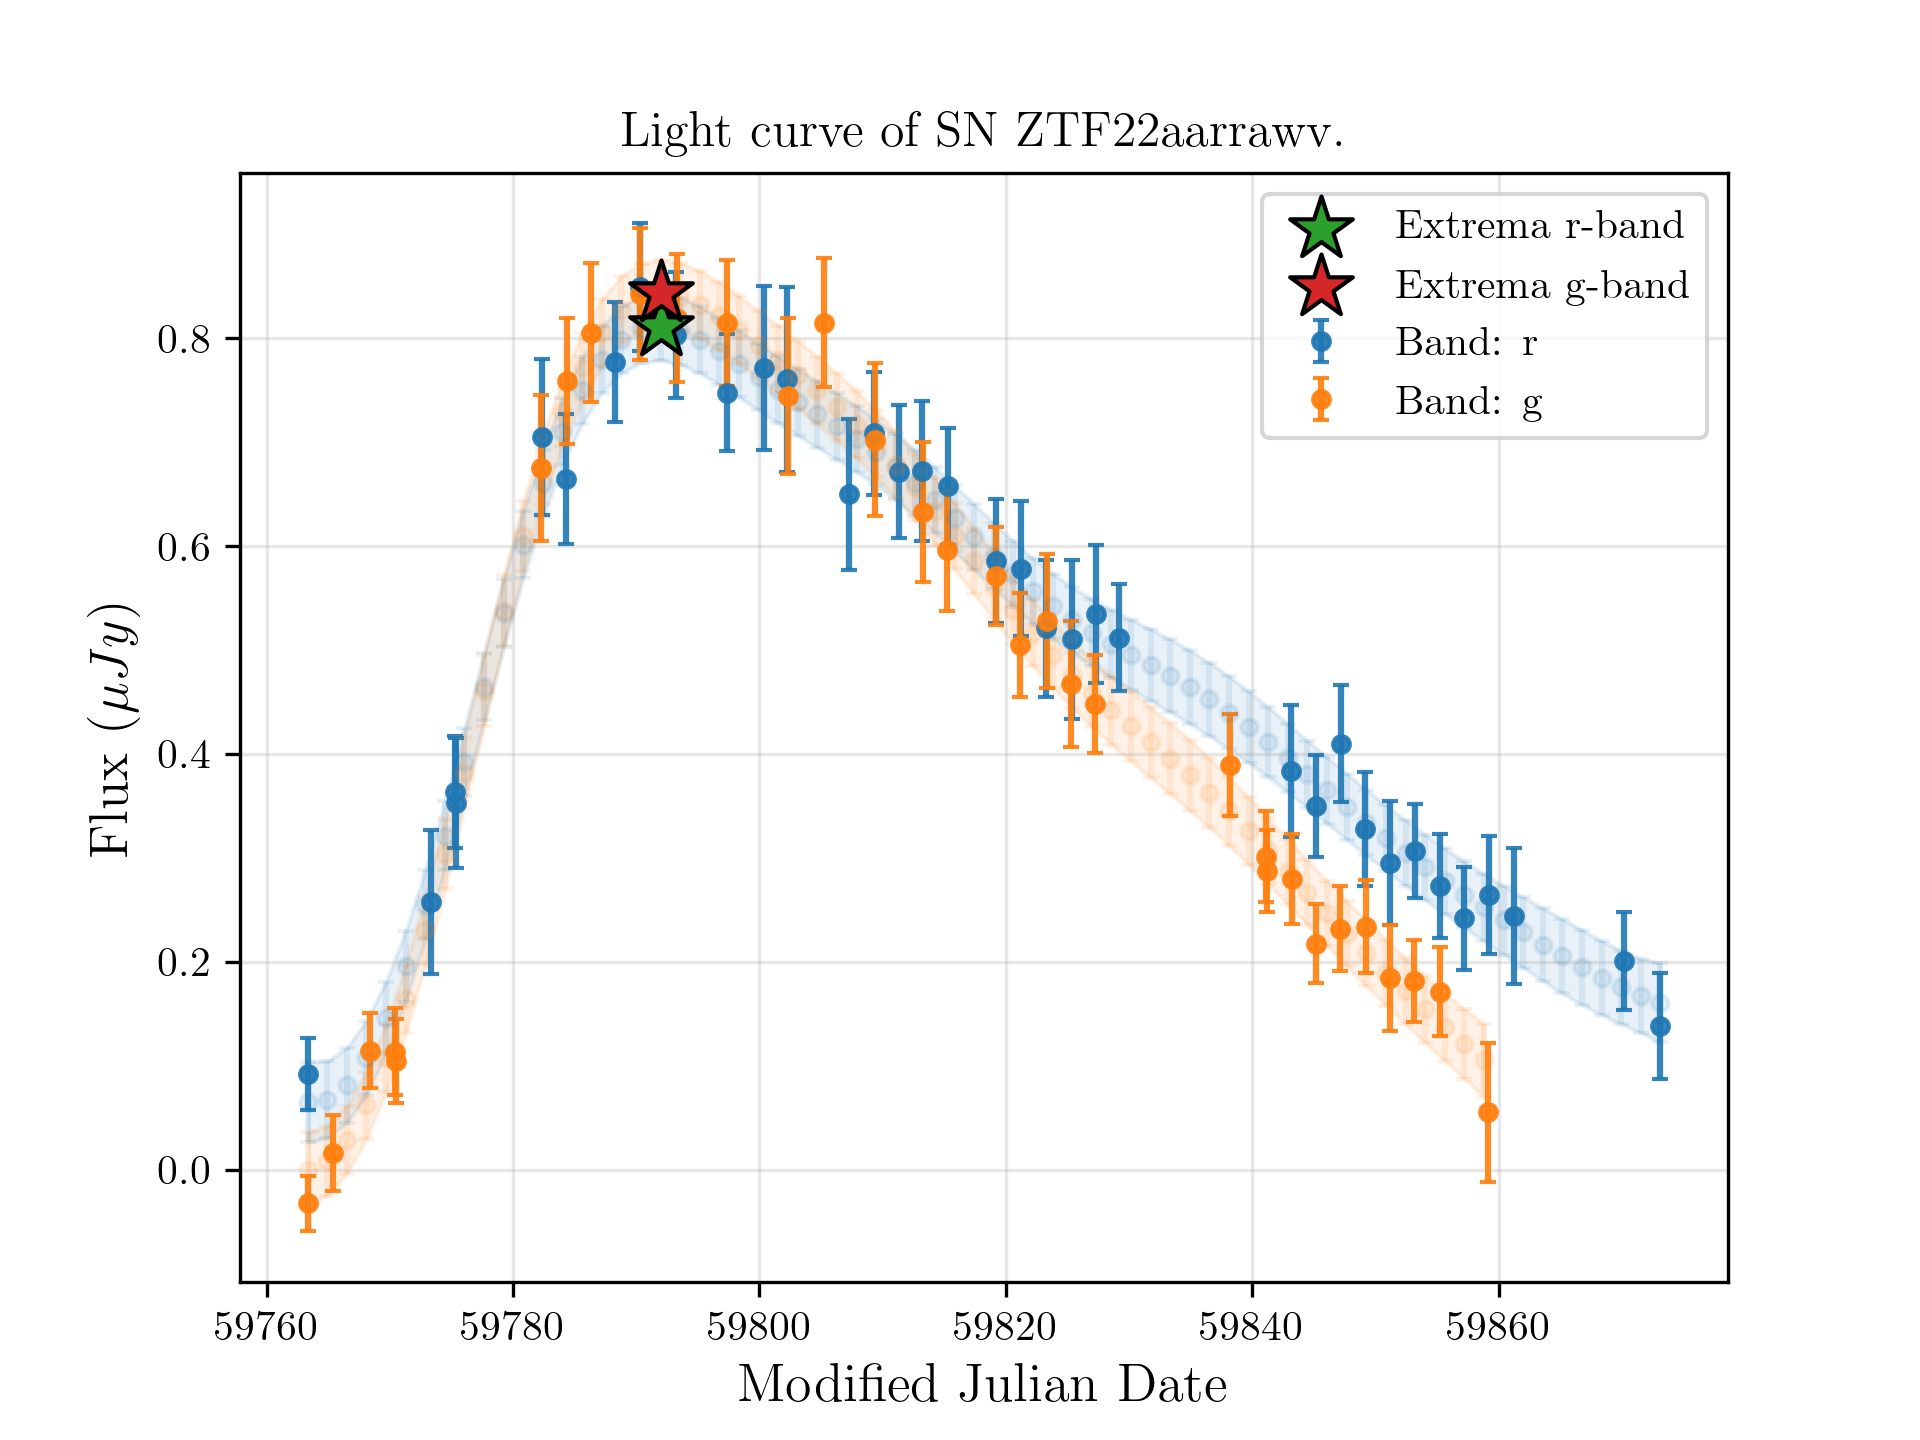 Light curve of SN ZTF22aarrawv.
Extrema r-band
Extrema g-band
Band: r
Band: g
Flux (μJy)
0.8
0.6
0.4
0.2
0.0
59760 59780 59800 59820 59840 59860
Modified Julian Date